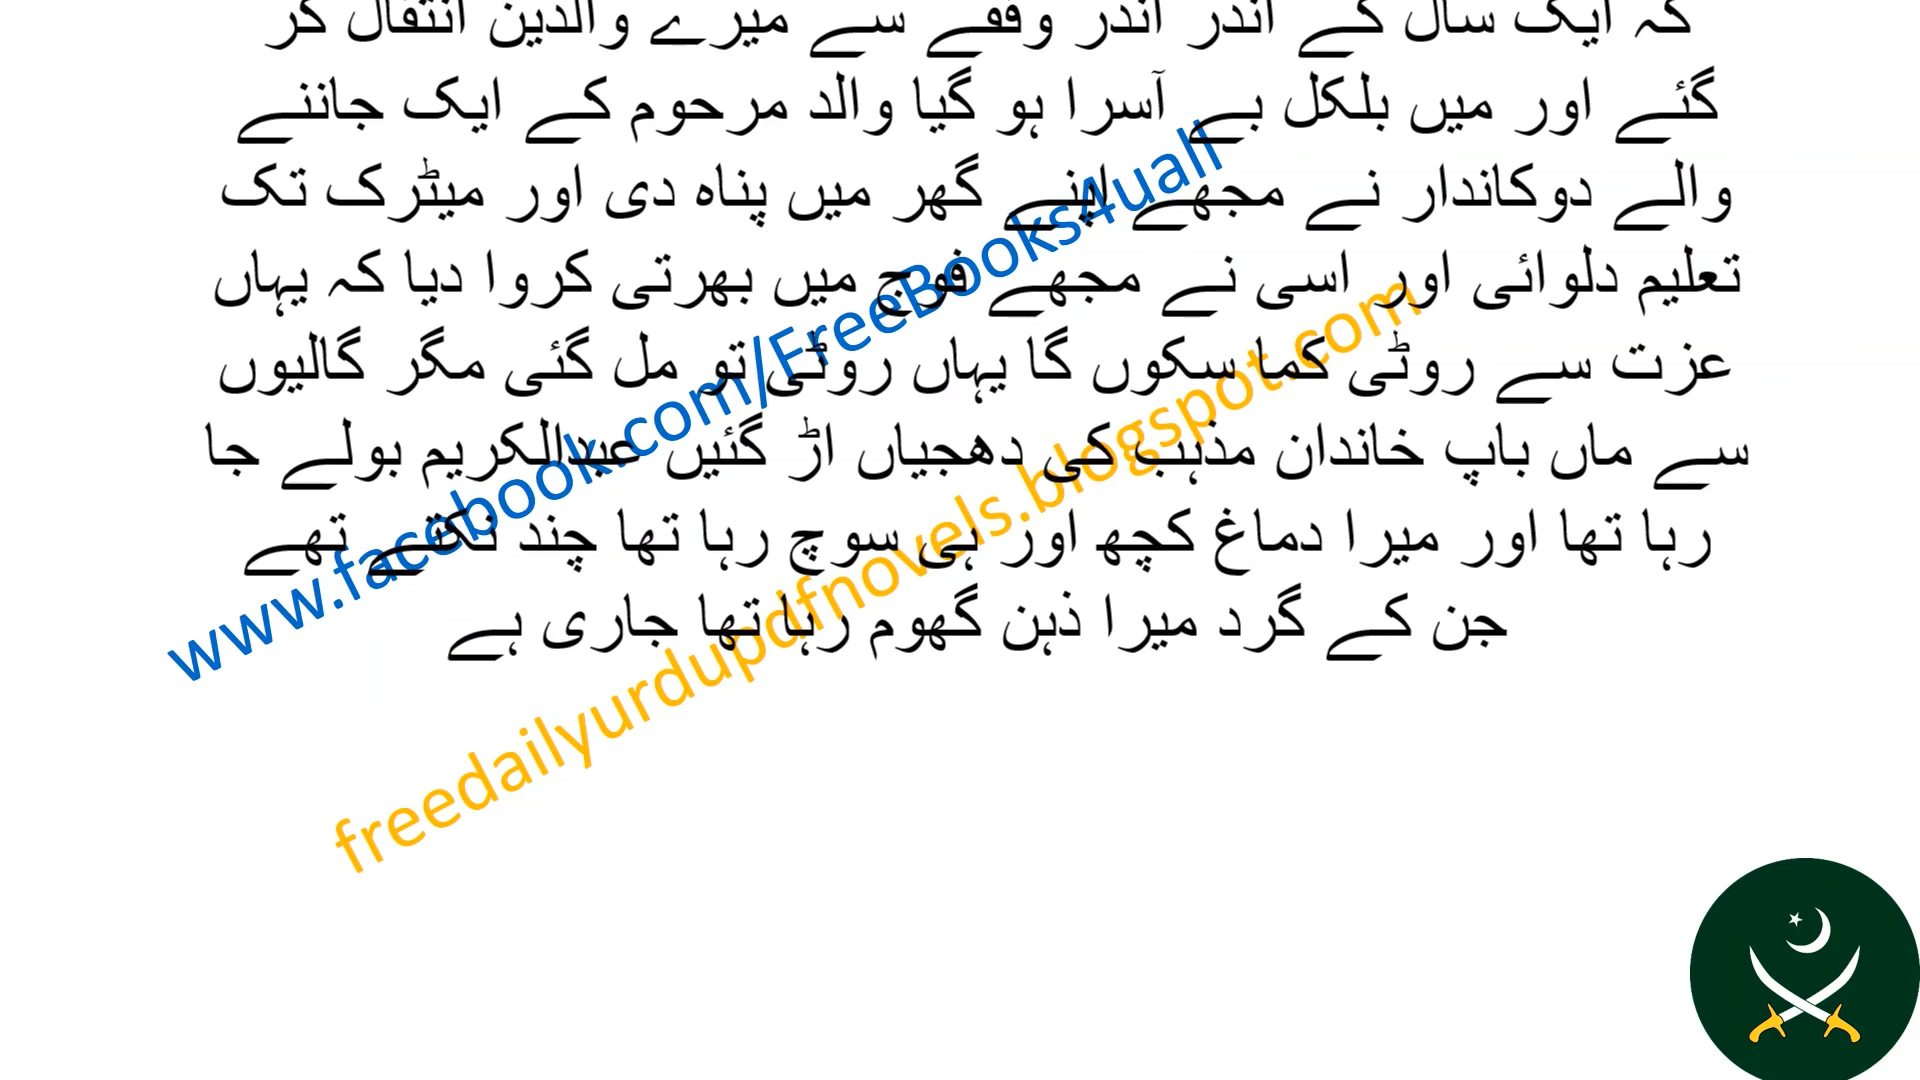 کہ ایک سال کے اندر اندر وقفے سے میرے والدین انتقال کر
گئے اور میں بلکل بے آسرا ہو گیا والد مرحوم کے ایک جاننے
والے دوکاندار نے مجھے اپنے گھر میں پناہ دی اور میٹرک تک
تعلیم دلوائی اور اسی نے مجھے فوج میں بھرتی کروا دیا کہ یہاں
عزت سے روٹی کما سکوں گا یہاں روٹی تو مل گئی مگر گالیوں
سے ماں باپ خاندان مذہب کی دھجیاں اڑ گئیں عبدالکریم بولے جا
رہا تھا اور میرا دماغ کچھ اور ہی سوچ رہا تھا چند نکتے تھے
جن کے گرد میرا ذہن گھوم رہا تھا جاری ہے
www.facebook.com/FreeBooks4uall
freedailyurdupdfnovels.blogspot.com